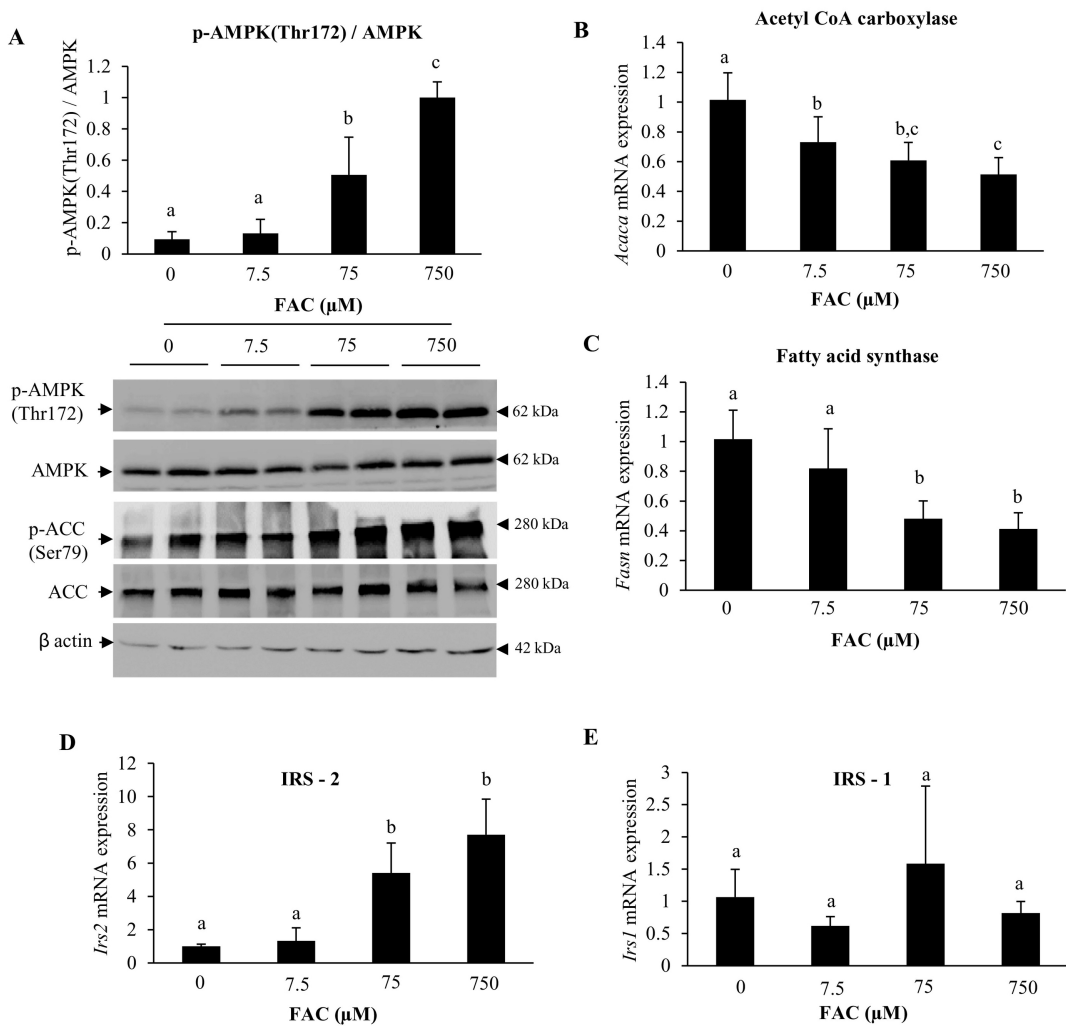 A
p-AMPK(Thr172) / AMPK
p-AMPK(Thr172) / AMPK
1.2
1
0.8
0.6
0.4
0.2
0
a
a
b
c
0
7.5
75
750
FAC (µM)
0
7.5
75
750
p-AMPK
(Thr172)
62 kDa
AMPK
62 kDa
p-ACC
(Ser79)
280 kDa
ACC
280 kDa
β actin
42 kDa
B
Acetyl CoA carboxylase
Acaca mRNA expression
1.4
1.2
1
0.8
0.6
0.4
0.2
0
a
b
b,c
c
0
7.5
75
750
FAC (µM)
C
Fatty acid synthase
Fasn mRNA expression
1.4
1.2
1
0.8
0.6
0.4
0.2
0
a
a
b
b
0
7.5
75
750
FAC (µM)
D
IRS - 2
Irs2 mRNA expression
12
10
8
6
4
2
0
a
a
b
b
0
7.5
75
750
FAC (µM)
E
IRS - 1
Irs1 mRNA expression
3
2.5
2
1.5
1
0.5
0
a
a
a
a
0
7.5
75
750
FAC (µM)